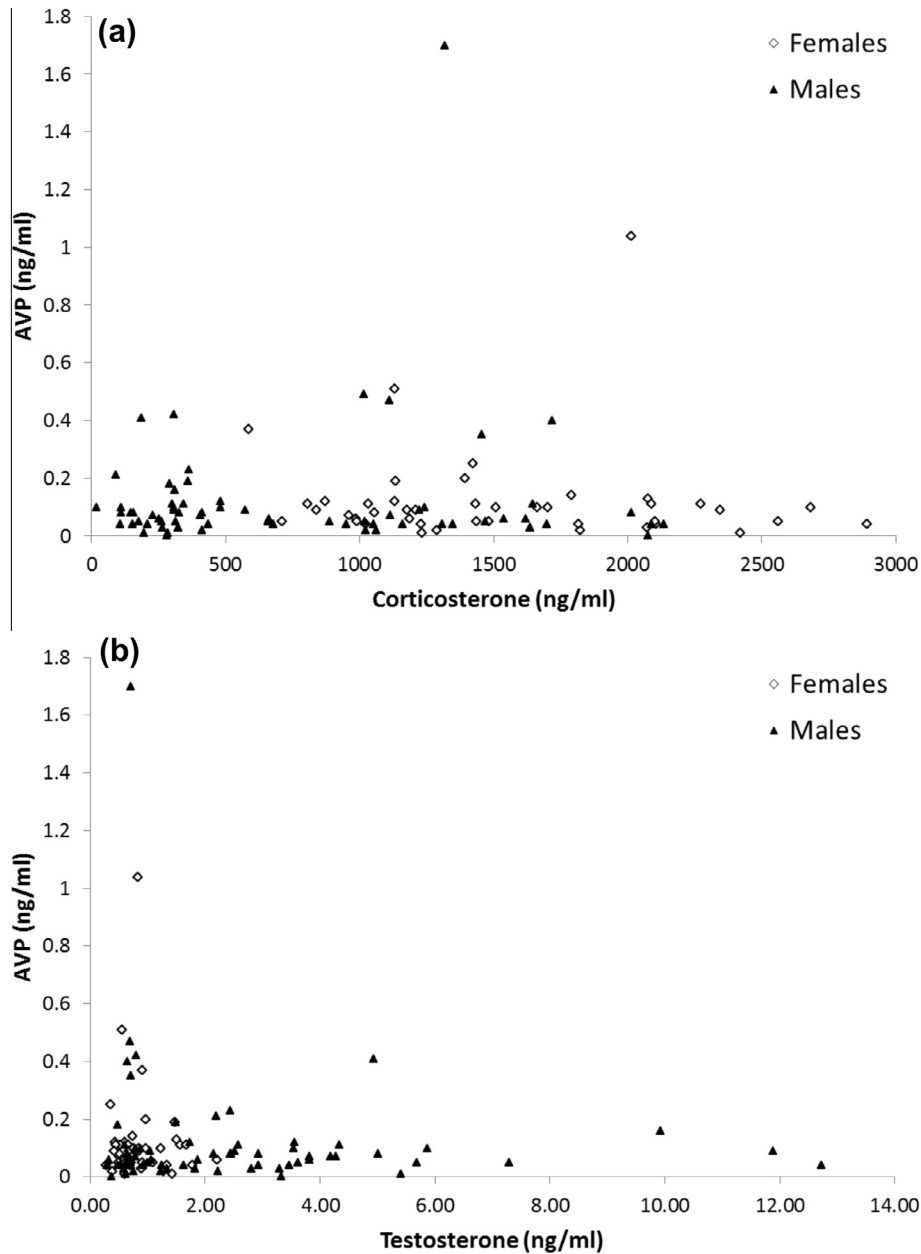 (a)
Females
Males
AVP (ng/ml)
1.8
1.6
1.4
1.2
1
0.8
0.6
0.4
0.2
0
0 500 1000 1500 2000 2500 3000
Corticosterone (ng/ml)
(b)
Females
Males
AVP (ng/ml)
1.8
1.6
1.4
1.2
1
0.8
0.6
0.4
0.2
0
0.00 2.00 4.00 6.00 8.00 10.00 12.00 14.00
Testosterone (ng/ml)